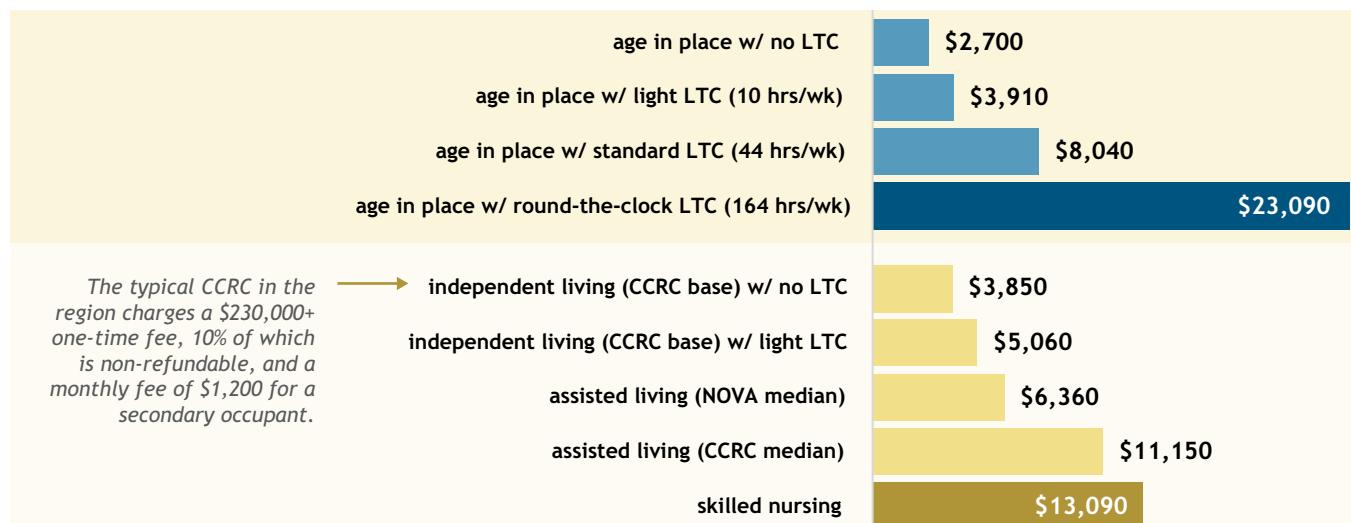 age in place w/ no LTC $2,700
age in place w/ light LTC (10 hrs/wk) $3,910
age in place w/ standard LTC (44 hrs/wk) $8,040
age in place w/ round-the-clock LTC (164 hrs/wk) $23,090
The typical CCRC in the
region charges a $230,000+
one-time fee, 10% of which
is non-refundable, and a
monthly fee of $1,200 for a
secondary occupant.
independent living (CCRC base) w/ no LTC $3,850
independent living (CCRC base) w/ light LTC $5,060
assisted living (NOVA median) $6,360
assisted living (CCRC median) $11,150
skilled nursing $13,090